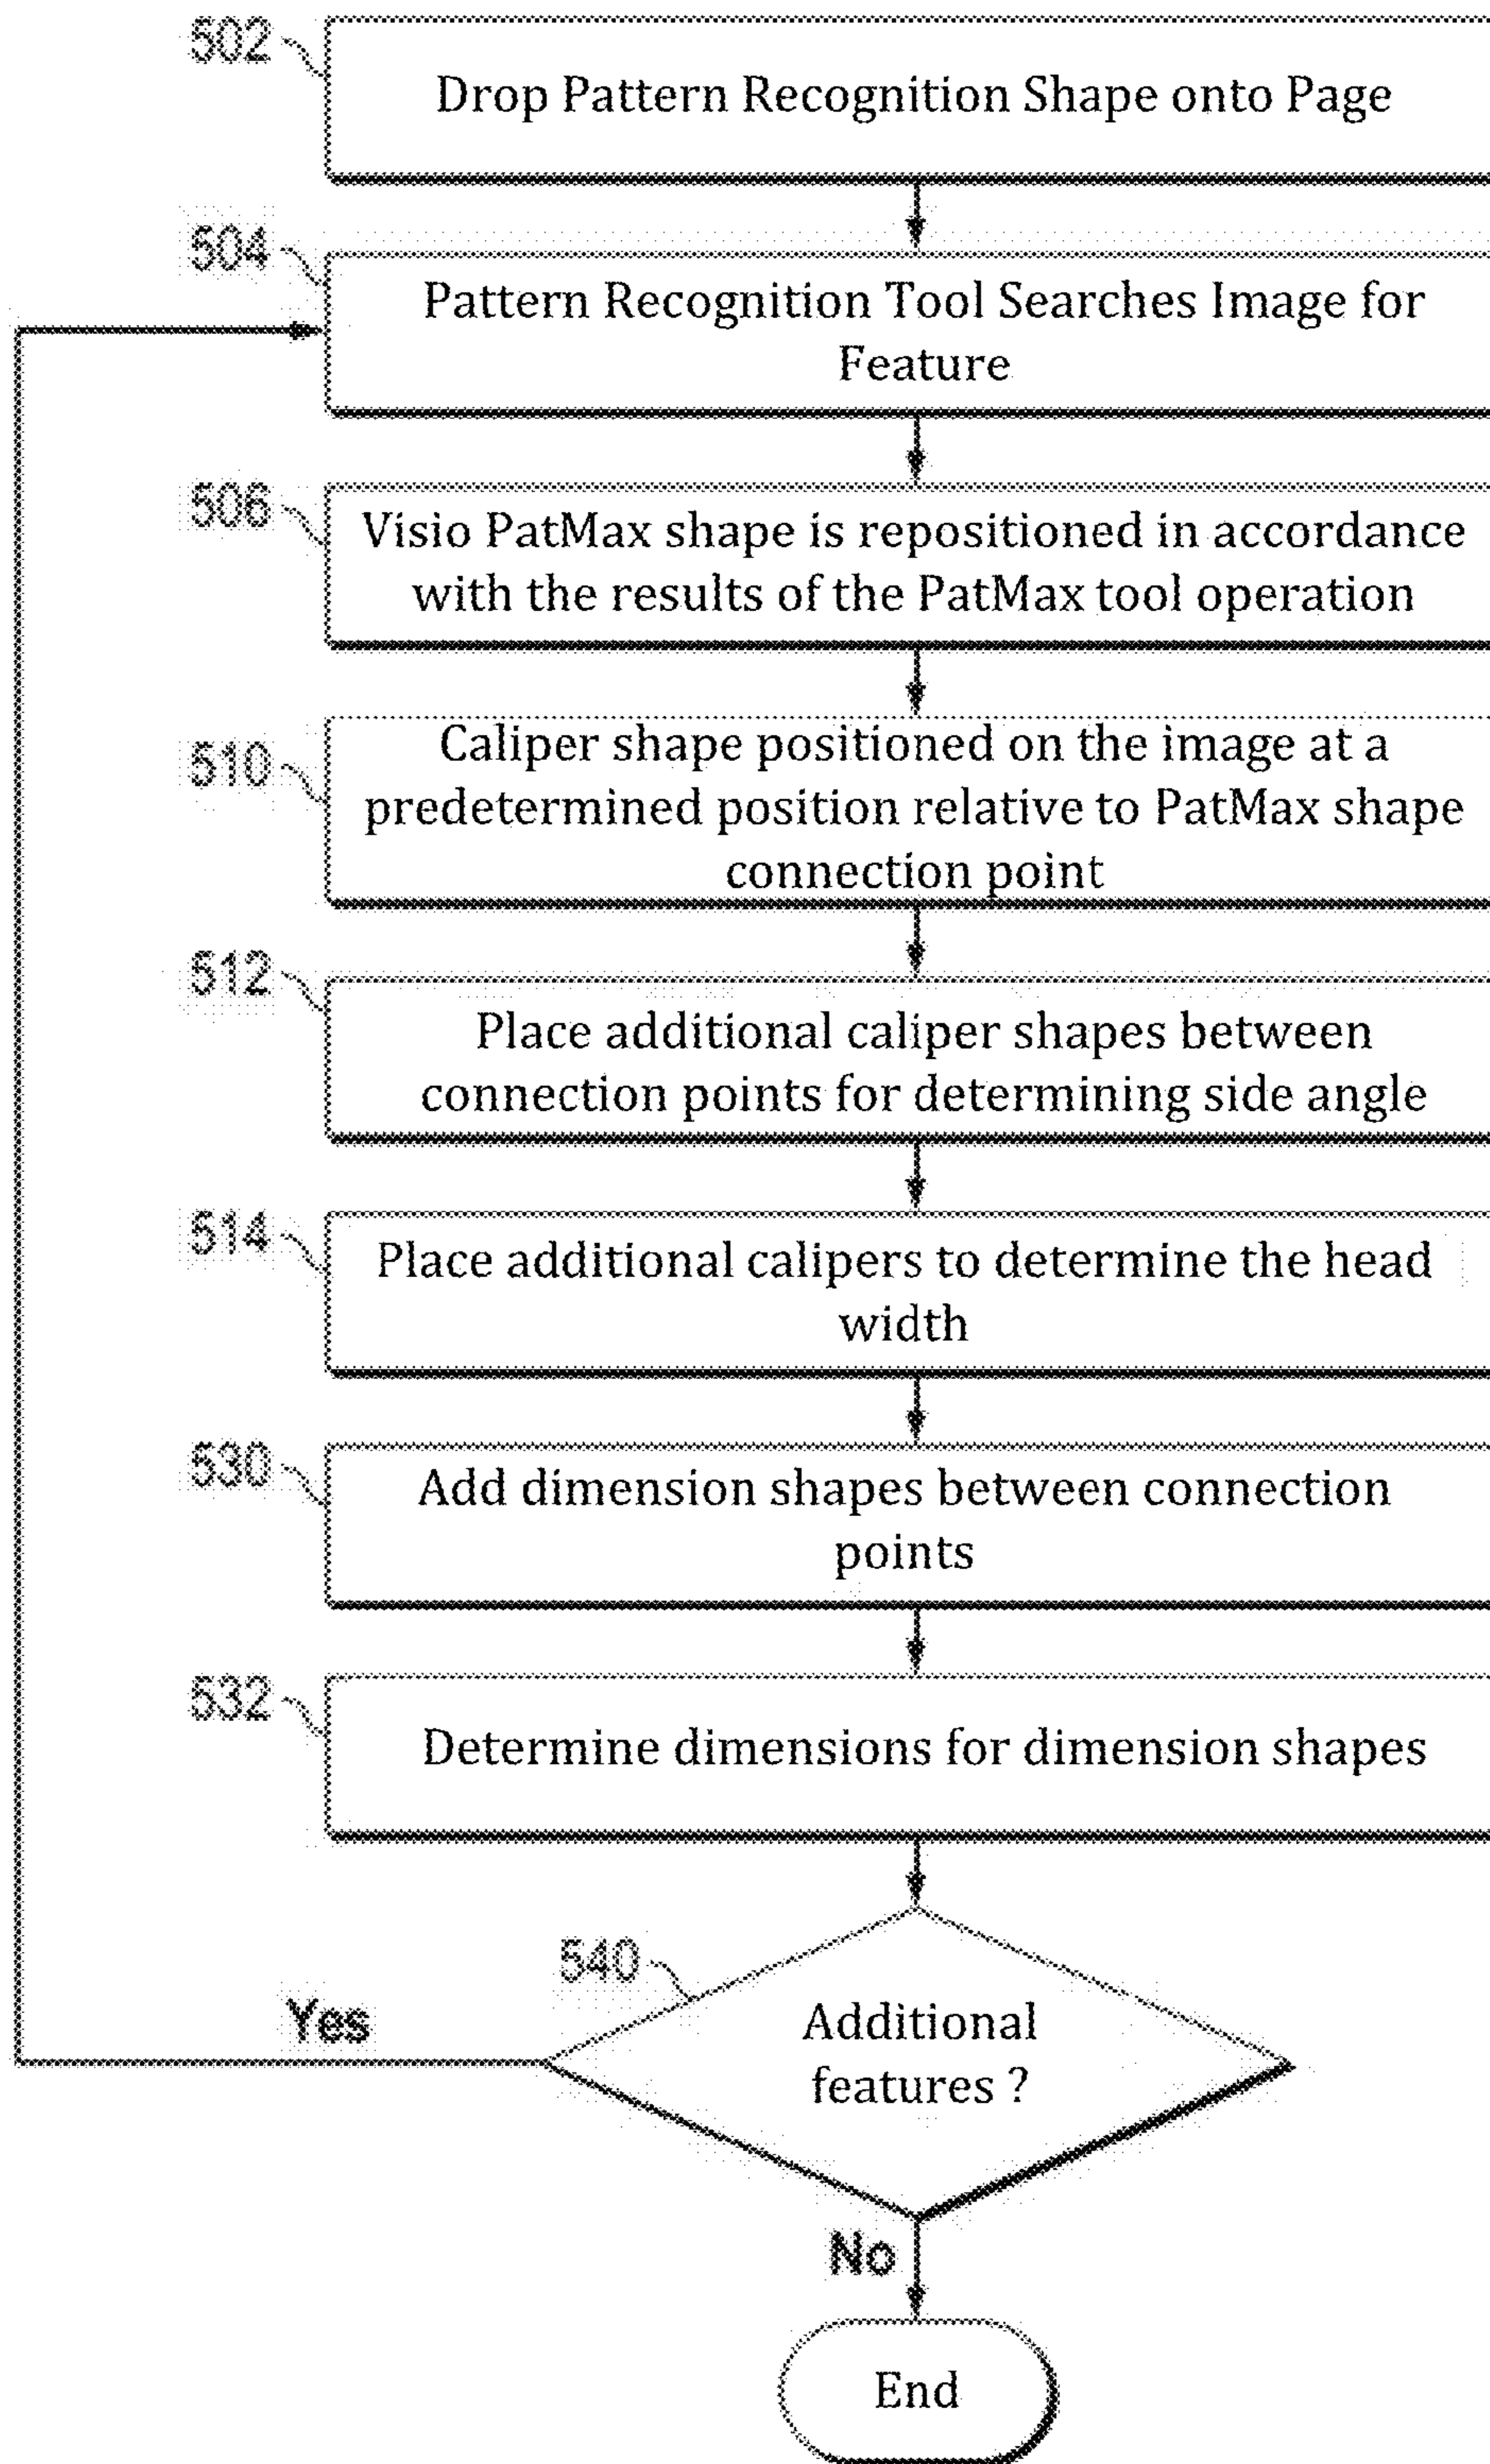 502
Drop Pattern Recognition Shape onto Page
504
Pattern Recognition Tool Searches Image for
Feature
506
Visio PatMax shape is repositioned in accordance
with the results of the PatMax tool operation
510
Caliper shape positioned on the image at a
predetermined position relative to PatMax shape
connection point
512
Place additional caliper shapes between
connection points for determining side angle
514
Place additional calipers to determine the head
width
530
Add dimension shapes between connection
points
532
Determine dimensions for dimension shapes
540
Additional
features ?
Yes
No
End